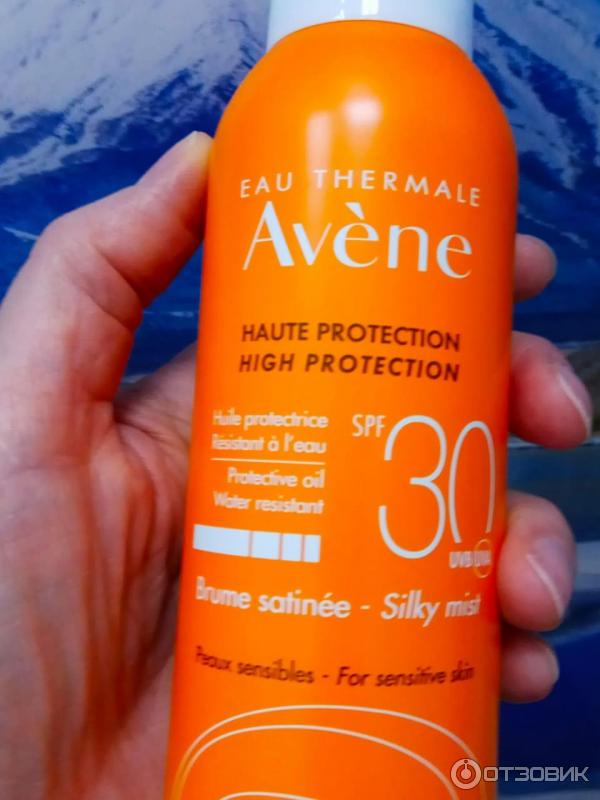 EAU THERMALE
Avène
HAUTE PROTECTION
HIGH PROTECTION
Huile protectrice
Résistant à l'eau
Protective oil
Water resistant
SPF 30
UVB UVA
Brume satinée - Silky mist
Peaux sensibles - For sensitive skin
ОТЗОВИК